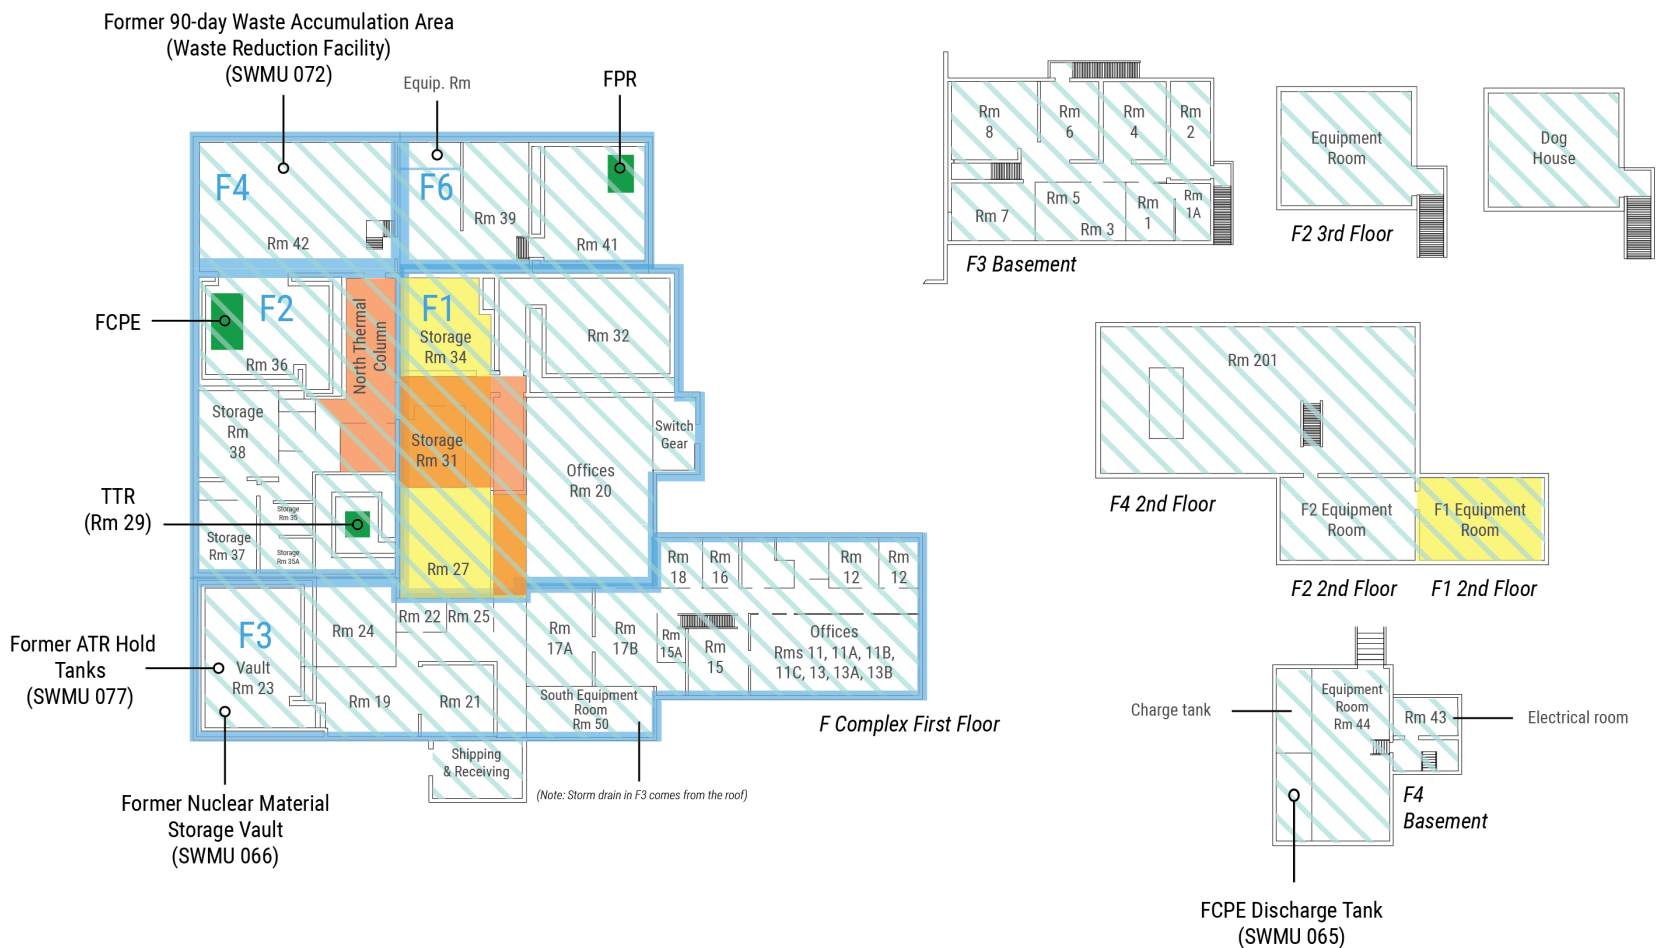 Former 90-day Waste Accumulation Area
(Waste Reduction Facility)
(SWMU 072)
Equip. Rm
FPR
F4
Rm 42
F6
Rm 39
Rm 41
FCPE
F2
Rm 36
North Thermal
Column
F1
Storage
Rm 34
Rm 32
Storage
Rm
38
Storage
Rm 31
Switch
Gear
Offices
Rm 20
TTR
(Rm 29)
Storage
Rm 35
Storage
Rm 37
Storage
Rm 35A
Rm 27
Rm
18
Rm
16
Rm
12
Rm
12
Former ATR Hold
Tanks
(SWMU 077)
F3
Vault
Rm 23
Rm 24
Rm 22
Rm 25
Rm
17A
Rm
17B
Rm
15A
Rm
15
Offices
Rms 11, 11A, 11B,
11C, 13, 13A, 13B
Rm 19
Rm 21
South Equipment
Room
Rm 50
F Complex First Floor
Shipping
& Receiving
(Note: Storm drain in F3 comes from the roof)
Former Nuclear Material
Storage Vault
(SWMU 066)
Rm
8
Rm
6
Rm
4
Rm
2
Rm 7
Rm 5
Rm 3
Rm
1
Rm
1A
F3 Basement
Equipment
Room
F2 3rd Floor
Dog
House
Rm 201
F4 2nd Floor
F2 Equipment
Room
F1 Equipment
Room
F2 2nd Floor
F1 2nd Floor
Charge tank
Equipment
Room
Rm 44
Rm 43
Electrical room
F4
Basement
FCPE Discharge Tank
(SWMU 065)